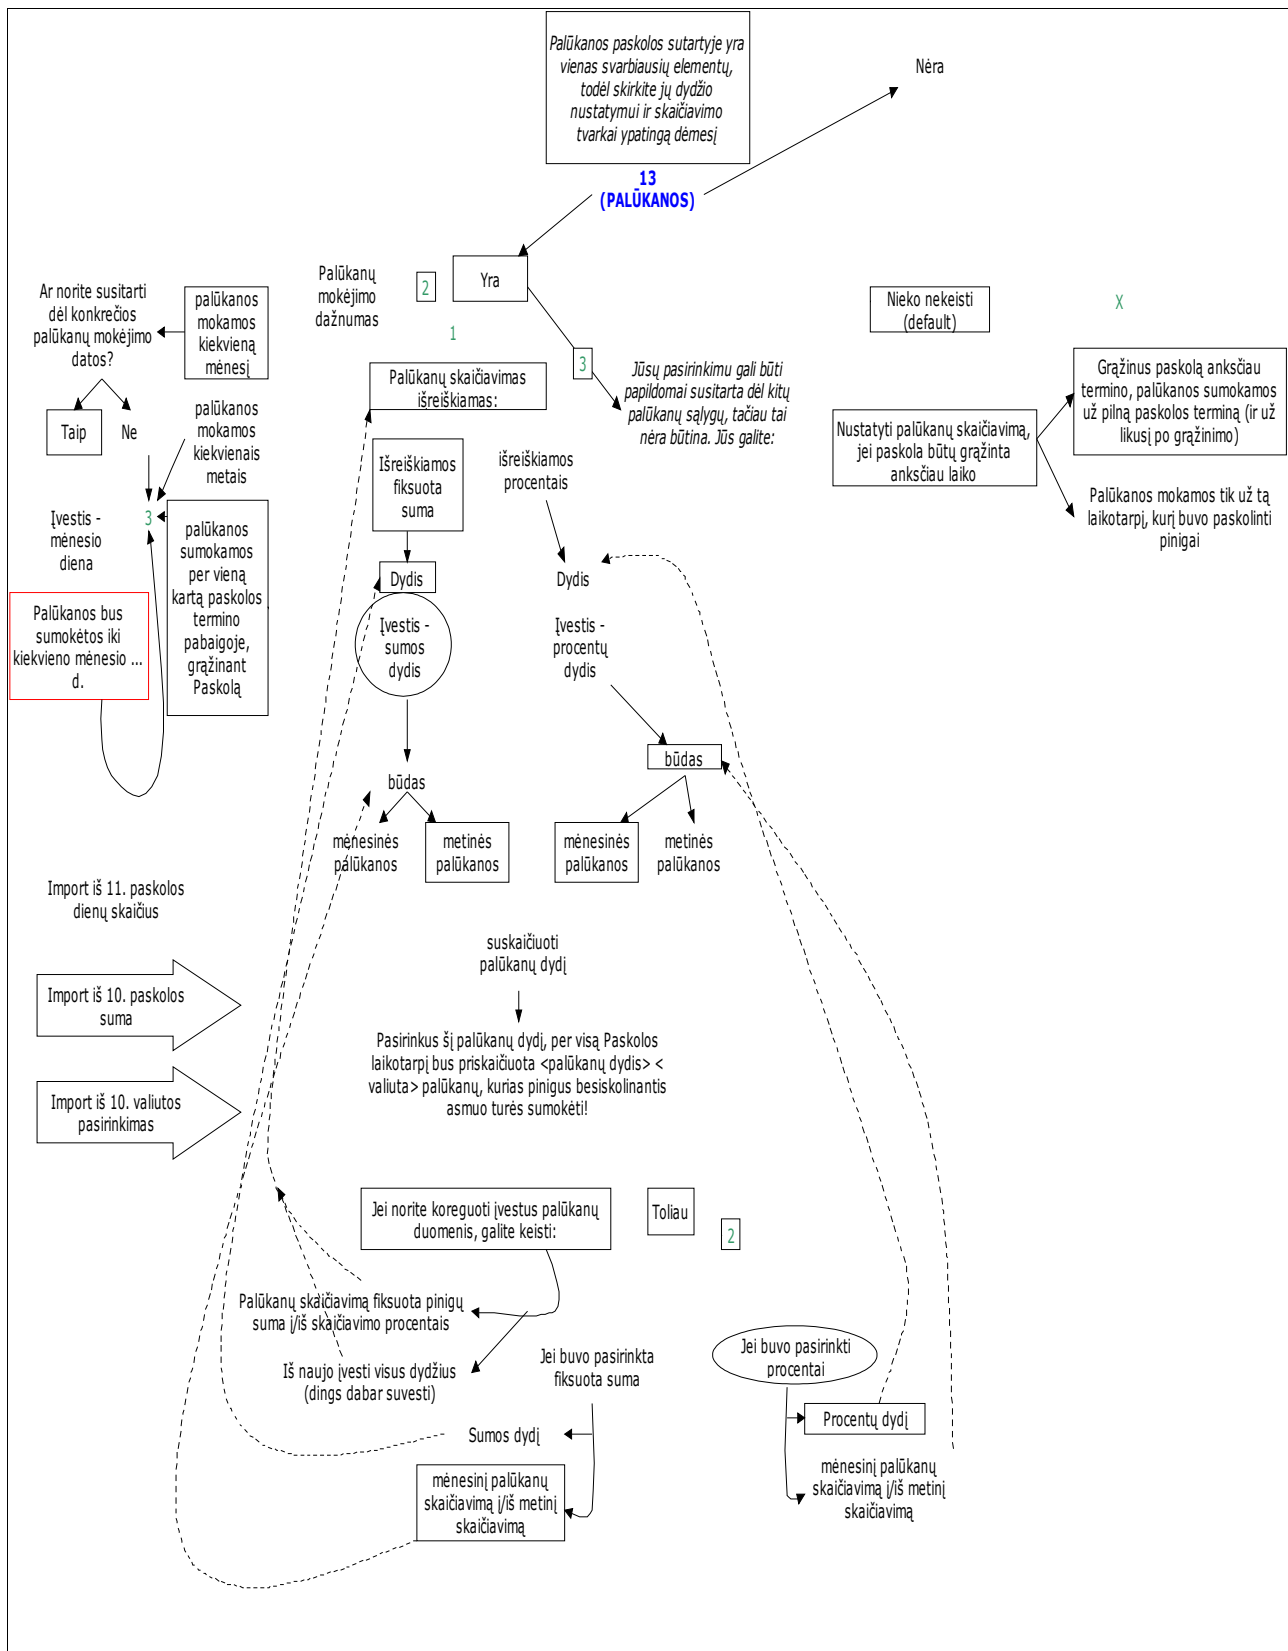 Palūkanos paskolos sutartyje yra
vienas svarbiausių elementų,
todėl skirkite jų dydžio
nustatymui ir skaičiavimo
tvarkai ypatingą dėmesį
Nėra
13
(PALŪKANOS)
Ar norite susitarti
dėl konkrečios
palūkanų mokėjimo
datos?
palūkanos
mokamos
kiekvieną
mėnesį
Palūkanų
mokėjimo
dažnumas
2
Yra
1
3
Nieko nekeisti
(default)
X
Taip
Ne
palūkanos
mokamos
kiekvienais
metais
Palūkanų skaičiavimas
išreiškiamas:
Jūsų pasirinkimu gali būti
papildomai susitarta dėl kitų
palūkanų sąlygų, tačiau tai
nėra būtina. Jūs galite:
Nustatyti palūkanų skaičiavimą,
jei paskola būtų grąžinta
anksčiau laiko
Grąžinus paskolą anksčiau
termino, palūkanos sumokamos
už pilną paskolos terminą (ir už
likusį po grąžinimo)
Palūkanos mokamos tik už tą
laikotarpį, kurį buvo paskolinti
pinigai
Įvestis -
mėnesio
diena
3
palūkanos
sumokamos
per vieną
kartą paskolos
termino
pabaigoje,
grąžinant
Paskolą
Palūkanos bus
sumokėtos iki
kiekvieno mėnesio ...
d.
Išreiškiamos
fiksuota
suma
išreiškiamos
procentais
Dydis
Dydis
Įvestis -
sumos
dydis
Įvestis -
procentų
dydis
būdas
būdas
mėnesinės
palūkanos
metinės
palūkanos
mėnesinės
palūkanos
metinės
palūkanos
Import iš 11. paskolos
dienų skaičius
Import iš 10. paskolos
suma
Import iš 10. valiutos
pasirinkimas
suskaičiuoti
palūkanų dydį
Pasirinkus šį palūkanų dydį, per visą Paskolos
laikotarpį bus priskaičiuota <palūkanų dydis> <
valiuta> palūkanų, kurias pinigus besiskolinantis
asmuo turės sumokėti!
Jei norite koreguoti įvestus palūkanų
duomenis, galite keisti:
Toliau
2
Palūkanų skaičiavimą fiksuota pinigų
suma į/iš skaičiavimo procentais
Iš naujo įvesti visus dydžius
(dings dabar suvesti)
Jei buvo pasirinkta
fiksuota suma
Sumos dydį
mėnesinį palūkanų
skaičiavimą į/iš metinį
skaičiavimą
Jei buvo pasirinkti
procentai
Procentų dydį
mėnesinį palūkanų
skaičiavimą į/iš metinį
skaičiavimą